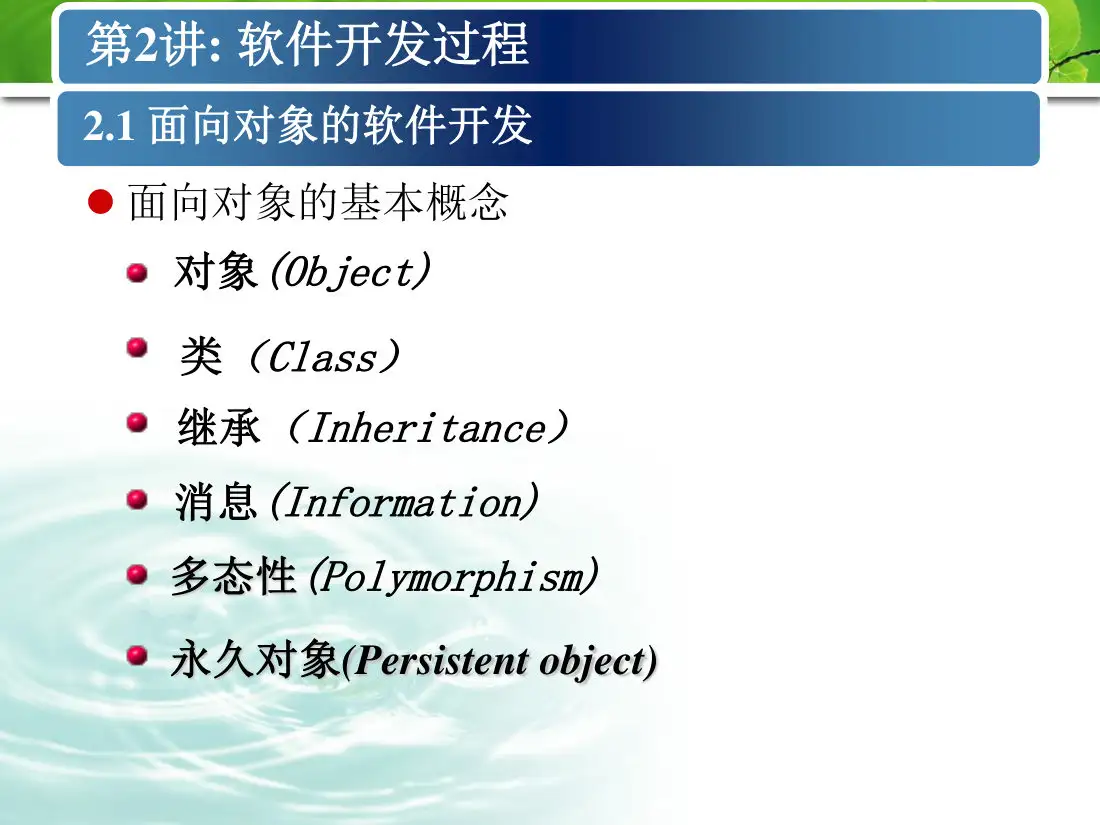 第2讲: 软件开发过程
2.1 面向对象的软件开发
面向对象的基本概念
对象(Object)
类（Class）
继承（Inheritance）
消息(Information)
多态性(Polymorphism)
永久对象(Persistent object)